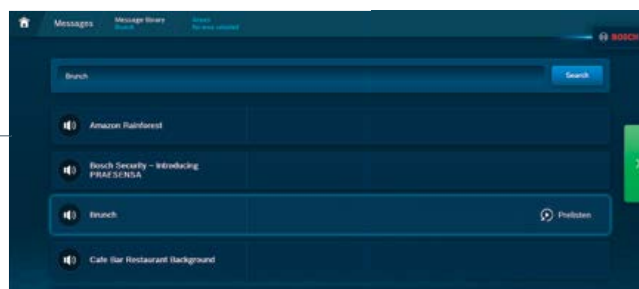 Messages
Message library
Brunch
Select
No area selected
BOSCH
Brunch
Search
Amazon Rainforest
Bosch Security – Introducing
PRAESENSA
Brunch
Prelisten
Cafe Bar Restaurant Background